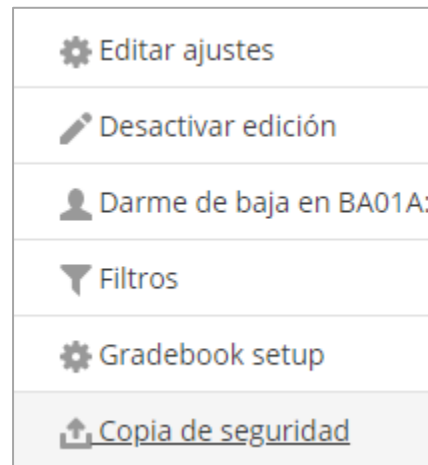 Editar ajustes
Desactivar edición
Darme de baja en BA01A:
Filtros
Gradebook setup
Copia de seguridad